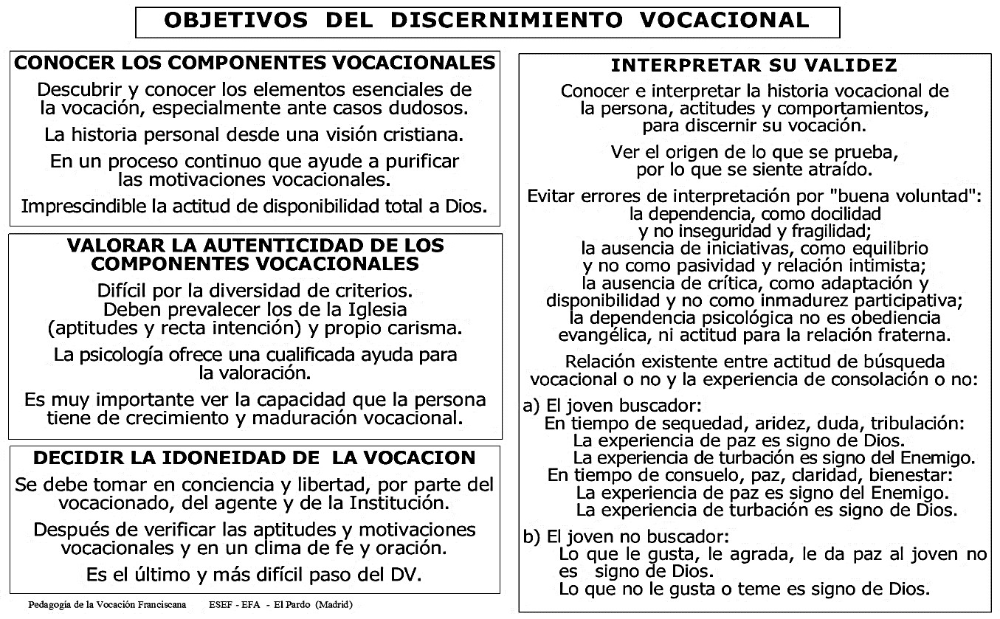 OBJETIVOS DEL DISCERNIMIENTO VOCACIONAL
CONOCER LOS COMPONENTES VOCACIONALES
Descubrir y conocer los elementos esenciales de
la vocación, especialmente ante casos dudosos.
La historia personal desde una visión cristiana.
En un proceso continuo que ayude a purificar
las motivaciones vocacionales.
Imprescindible la actitud de disponibilidad total a Dios.
VALORAR LA AUTENTICIDAD DE LOS
COMPONENTES VOCACIONALES
Difícil por la diversidad de criterios.
Deben prevalecer los de la Iglesia
(aptitudes y recta intención) y propio carisma.
La psicología ofrece una cualificada ayuda para
la valoración.
Es muy importante ver la capacidad que la persona
tiene de crecimiento y maduración vocacional.
DECIDIR LA IDONEIDAD DE LA VOCACION
Se debe tomar en conciencia y libertad, por parte del
vocacionado, del agente y de la Institución.
Después de verificar las aptitudes y motivaciones
vocacionales y en un clima de fe y oración.
Es el último y más difícil paso del DV.
INTERPRETAR SU VALIDEZ
Conocer e interpretar la historia vocacional de
la persona, actitudes y comportamientos,
para discernir su vocación.
Ver el origen de lo que se prueba,
por lo que se siente atraído.
Evitar errores de interpretación por "buena voluntad":
la dependencia, como docilidad
y no inseguridad y fragilidad;
la ausencia de iniciativas, como equilibrio
y no como pasividad y relación intimista;
la ausencia de crítica, como adaptación y
disponibilidad y no como inmadurez participativa;
la dependencia psicológica no es obediencia
evangélica, ni actitud para la relación fraterna.
Relación existente entre actitud de búsqueda
vocacional o no y la experiencia de consolación o no:
a) El joven buscador:
En tiempo de sequedad, aridez, duda, tribulación:
La experiencia de paz es signo de Dios.
La experiencia de turbación es signo del Enemigo.
En tiempo de consuelo, paz, claridad, bienestar:
La experiencia de paz es signo del Enemigo.
La experiencia de turbación es signo de Dios.
b) El joven no buscador:
Lo que le gusta, le agrada, le da paz al joven no
es signo de Dios.
Lo que no le gusta o teme es signo de Dios.
Pedagogía de la Vocación Franciscana ESEF - EFA - El Pardo (Madrid)